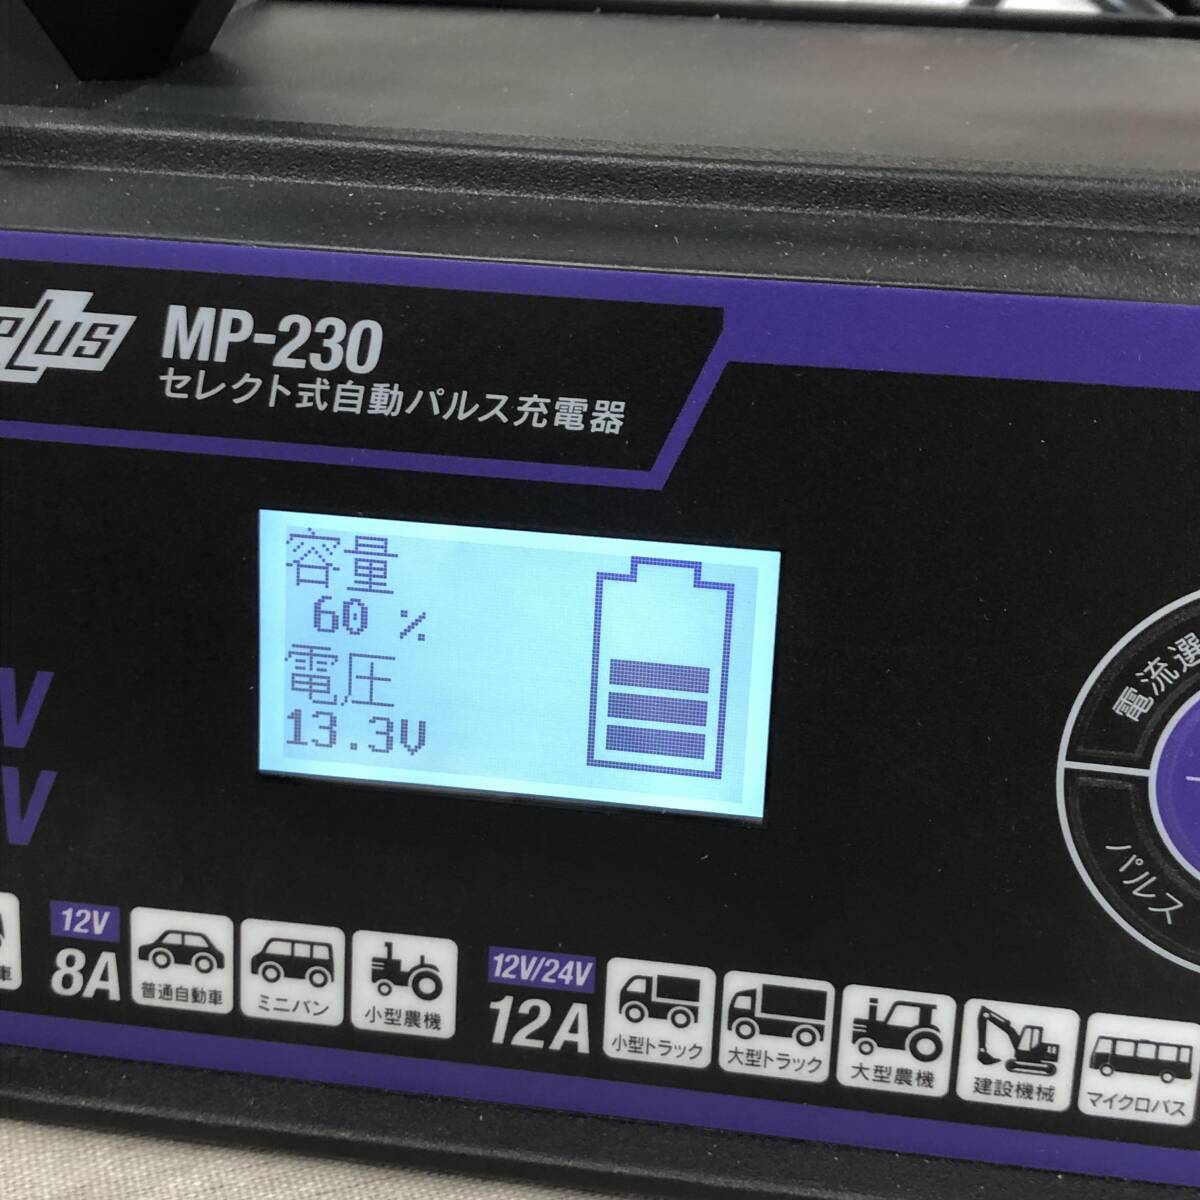 PLUS MP-230
セレクト式自動パルス充電器
容量
60 %
電圧
13.3V
V
V
電流選
パルス
車
12V
8A
普通自動車
ミニバン
小型農機
12V/24V
12A
小型トラック
大型トラック
大型農機
建設機械
マイクロバス